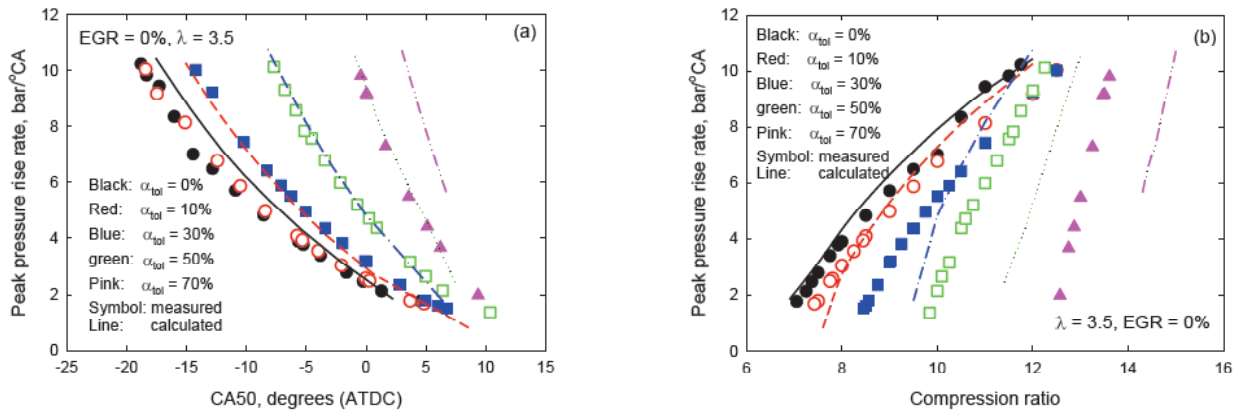 12
10
8
6
4
2
0
Peak pressure rise rate, bar/°CA
EGR = 0%, λ = 3.5
(a)
Black: α_tol = 0%
Red: α_tol = 10%
Blue: α_tol = 30%
green: α_tol = 50%
Pink: α_tol = 70%
Symbol: measured
Line: calculated
-25 -20 -15 -10 -5 0 5 10 15
CA50, degrees (ATDC)
12
10
8
6
4
2
0
Peak pressure rise rate, bar/°CA
(b)
Black: α_tol = 0%
Red: α_tol = 10%
Blue: α_tol = 30%
green: α_tol = 50%
Pink: α_tol = 70%
Symbol: measured
Line: calculated
λ = 3.5, EGR = 0%
6 8 10 12 14 16
Compression ratio